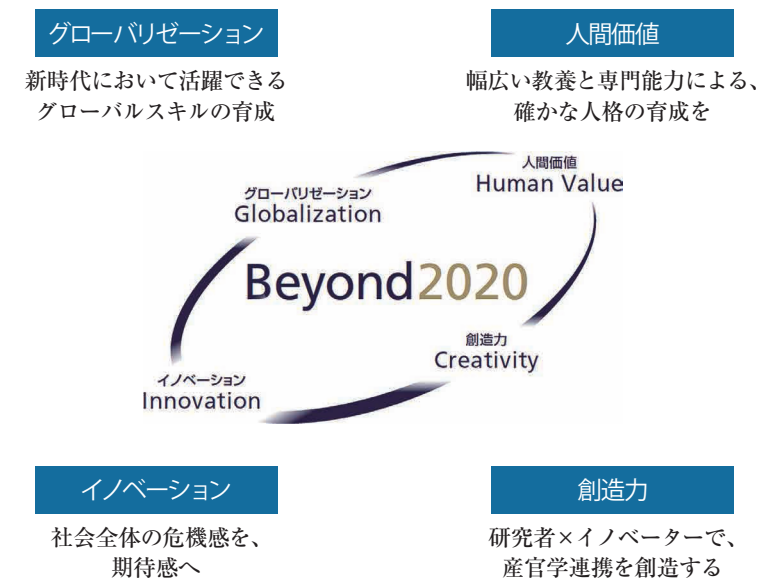 グローバリゼーション
新時代において活躍できる
グローバルスキルの育成
人間価値
幅広い教養と専門能力による、
確かな人格の育成を
人間価値
Human Value
グローバリゼーション
Globalization
Beyond2020
創造力
Creativity
イノベーション
Innovation
イノベーション
社会全体の危機感を、
期待感へ
創造力
研究者×イノベーターで、
産官学連携を創造する